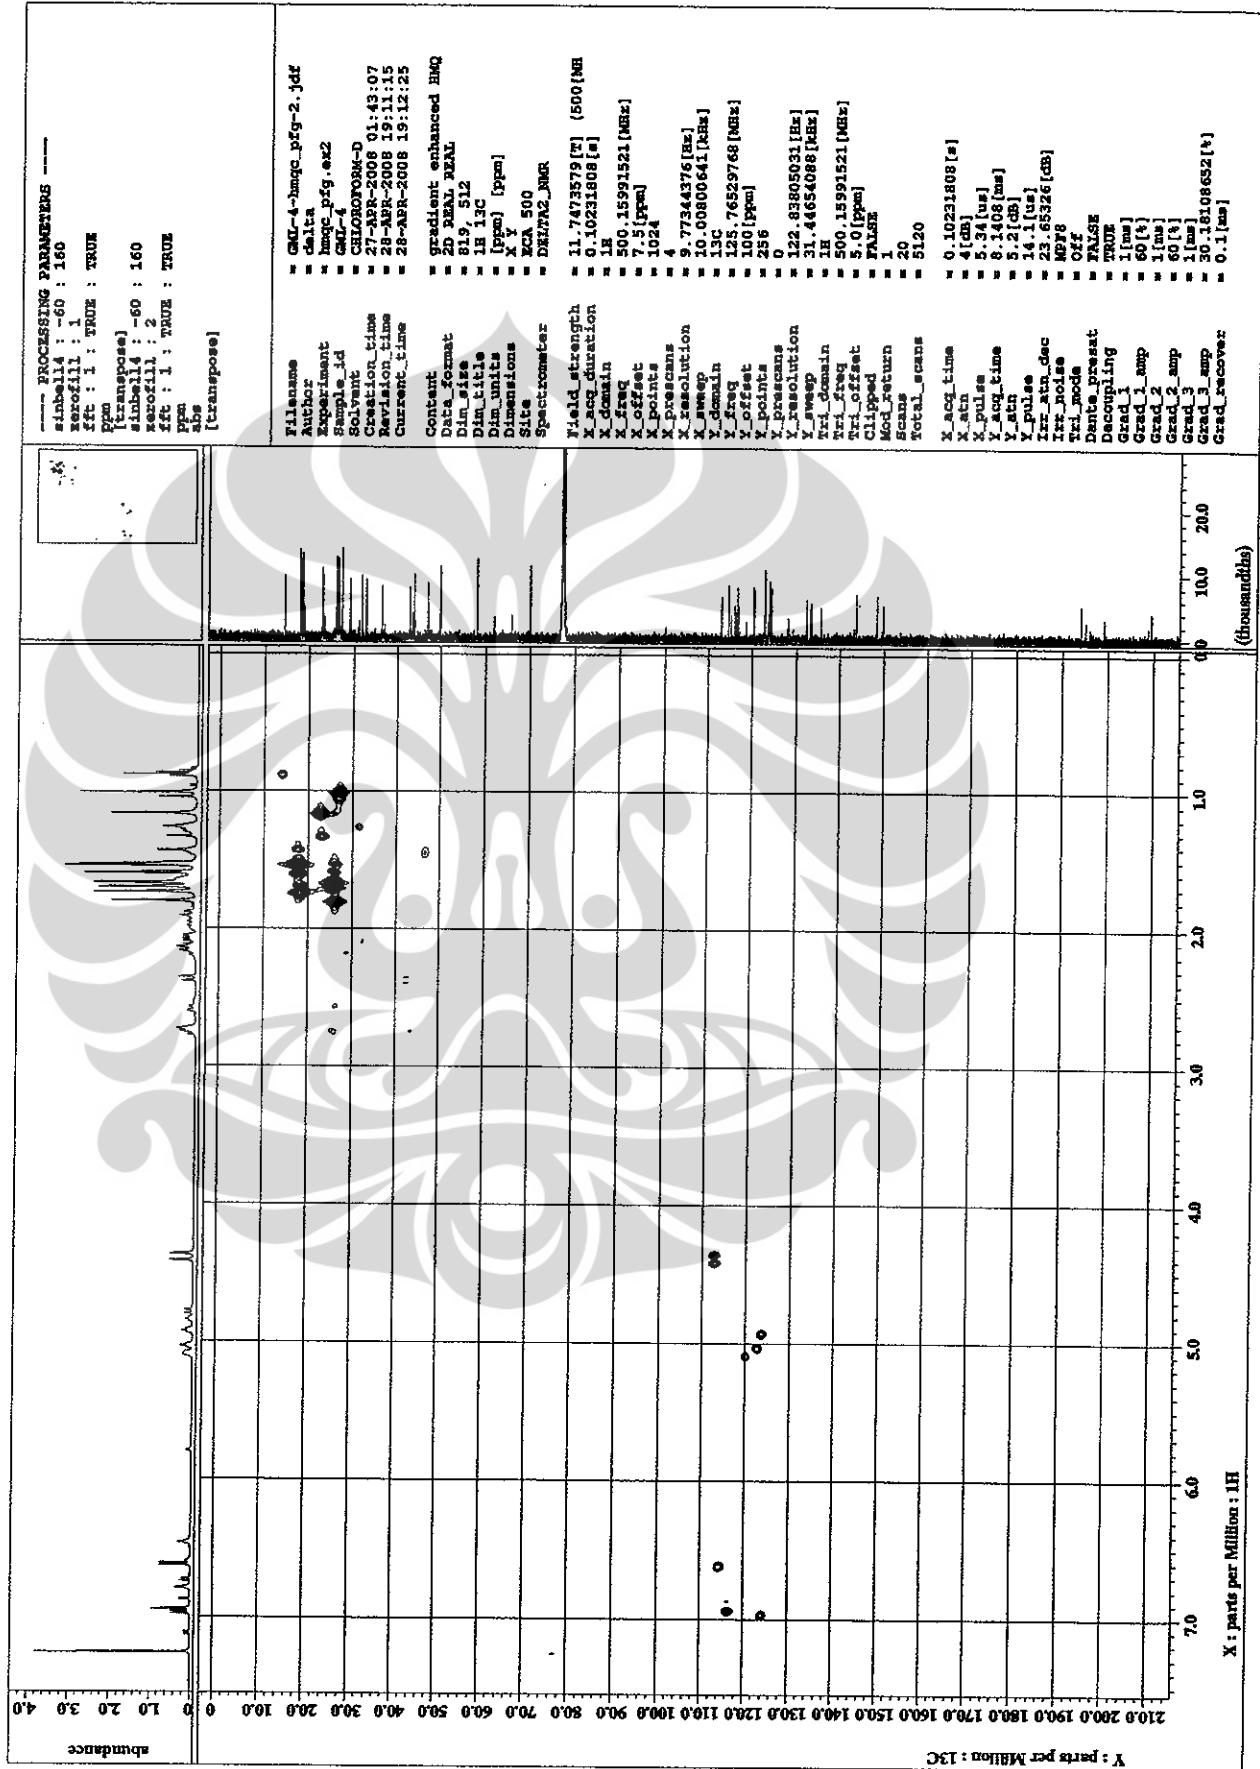 ---- PROCESSING PARAMETERS ----
sinbell4 : -60 : 160
zerofill : 1
fft : 1 : TRUE : TRUE
ppm
[transpose]
sinbell4 : -60 : 160
zerofill : 2
fft : 1 : TRUE : TRUE
ppm
abs
[transpose]
Filename = GML-4-hmqc_pfg-2.jdf
Author = delta
Experiment = hmqc_pfg.ex2
Sample_id = GML-4
Solvent = CHLOROFORM-D
Creation_time = 27-APR-2008 01:43:07
Revision_time = 28-APR-2008 19:11:15
Current_time = 28-APR-2008 19:12:25
Content = gradient enhanced HMQ
Data_format = 2D REAL REAL
Dim_size = 819, 512
Dim_title = 1H 13C
Dim_units = [ppm] [ppm]
Dimensions = X Y
Site = ECA 500
Spectrometer = DELTA2_NMR
Field_strength = 11.7473579[T] (500[MH
X_acq_duration = 0.10231808[s]
X_domain = 1H
X_freq = 500.15991521[MHz]
X_offset = 7.5[ppm]
X_points = 1024
X_prescans = 4
X_resolution = 9.77344376[Hz]
X_sweep = 10.00800641[kHz]
Y_domain = 13C
Y_freq = 125.76529768[MHz]
Y_offset = 100[ppm]
Y_points = 256
Y_prescans = 0
Y_resolution = 122.83805031[Hz]
Y_sweep = 31.44654088[kHz]
Tri_domain = 1H
Tri_freq = 500.15991521[MHz]
Tri_offset = 5.0[ppm]
Clipped = FALSE
Mod_return = 1
Scans = 20
Total_scans = 5120
X_acq_time = 0.10231808[s]
X_atn = 4[dB]
X_pulse = 5.34[us]
Y_acq_time = 8.1408[ms]
Y_atn = 5.2[dB]
Y_pulse = 14.1[us]
Irr_atn_dec = 23.65326[dB]
Irr_noise = MPF8
Tri_mode = Off
Dante_presat = FALSE
Decoupling = TRUE
Grad_1 = 1[ms]
Grad_1_amp = 60[%]
Grad_2 = 1[ms]
Grad_2_amp = 60[%]
Grad_3 = 1[ms]
Grad_3_amp = 30.18108652[%]
Grad_recover = 0.1[ms]
abundance
0 1.0 2.0 3.0 4.0
(thousandths)
0.0 10.0 20.0
1.0 2.0 3.0 4.0 5.0 6.0 7.0
X : parts per Million : 1H
0 10.0 20.0 30.0 40.0 50.0 60.0 70.0 80.0 90.0 100.0 110.0 120.0 130.0 140.0 150.0 160.0 170.0 180.0 190.0 200.0 210.0
Y : parts per Million : 13C